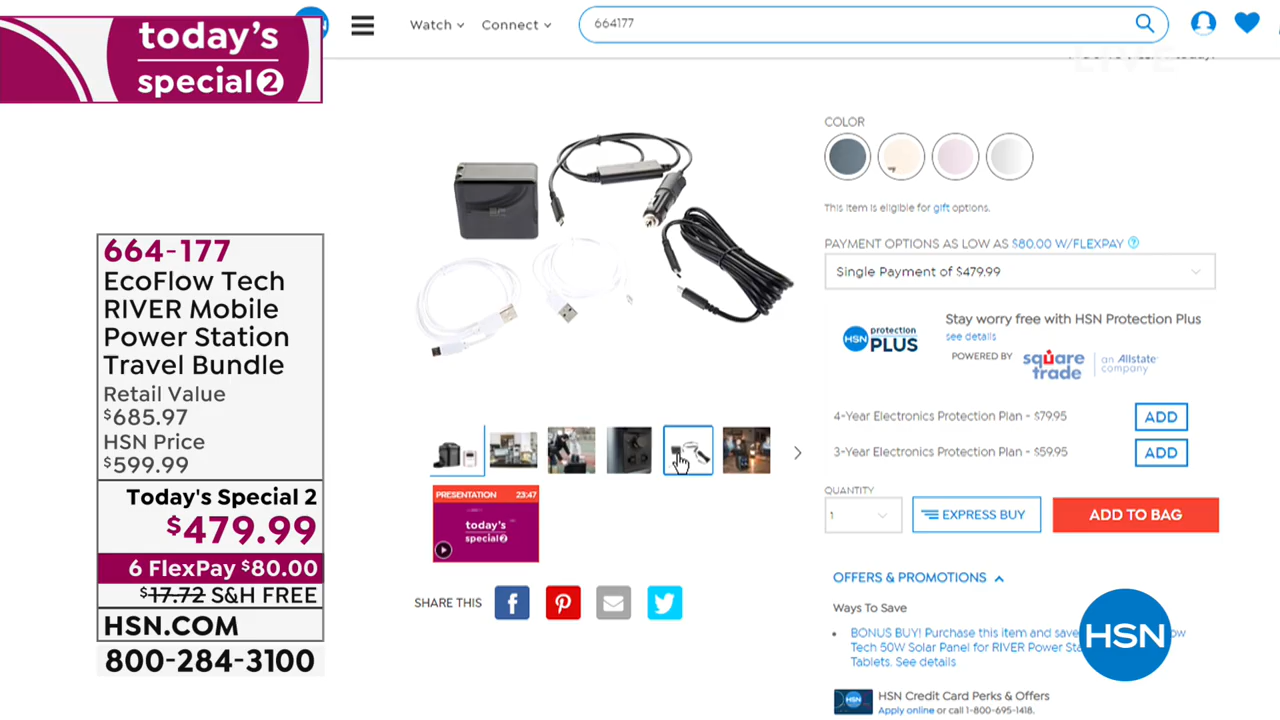 today's
special2
664-177
EcoFlow Tech
RIVER Mobile
Power Station
Travel Bundle
Retail Value
$685.97
HSN Price
$599.99
Today's Special 2
$479.99
6 FlexPay $80.00
$17.72 S&H FREE
HSN.COM
800-284-3100
Watch
Connect
664177
LIVE
today!
COLOR
This item is eligible for gift options.
PAYMENT OPTIONS AS LOW AS $80.00 W/FLEXPAY ?
Single Payment of $479.99
HSN protection PLUS
Stay worry free with HSN Protection Plus
see details
POWERED BY square trade | an Allstate company
4-Year Electronics Protection Plan - $79.95 ADD
3-Year Electronics Protection Plan - $59.95 ADD
PRESENTATION 23:47
today's
special2
QUANTITY
1
EXPRESS BUY
ADD TO BAG
SHARE THIS
OFFERS & PROMOTIONS
Ways To Save
BONUS BUY! Purchase this item and save
Tech 50W Solar Panel for RIVER Power
Tablets. See details
HSN
HSN Credit Card Perks & Offers
Apply online or call 1-800-695-1418.